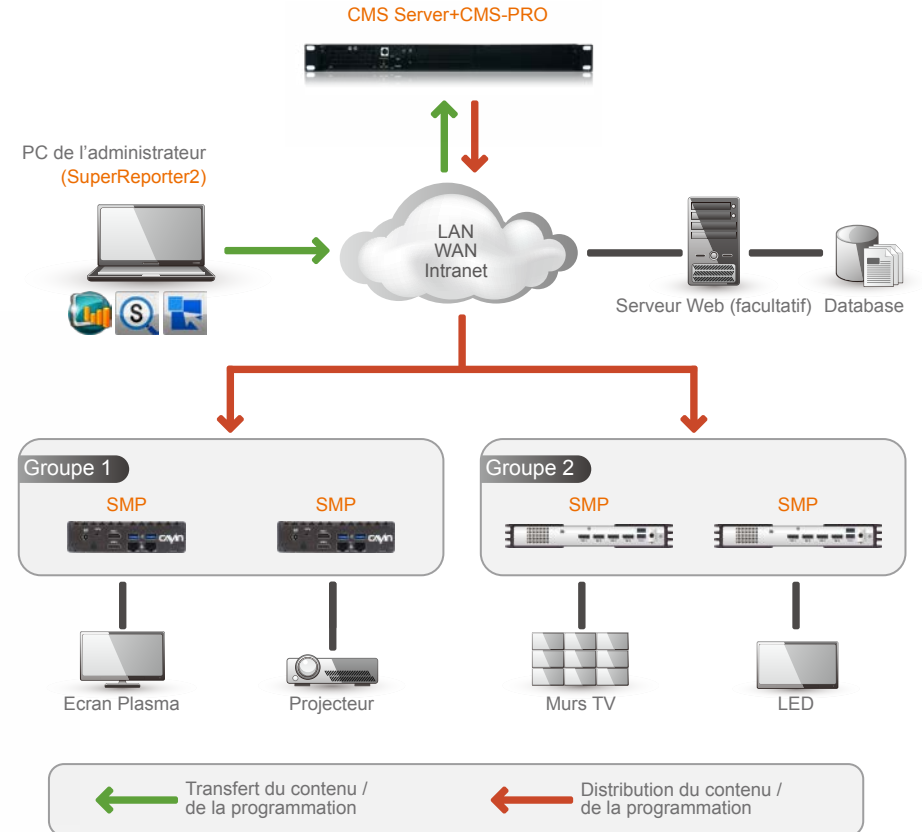 CMS Server+CMS-PRO
PC de l'administrateur
(SuperReporter2)
LAN
WAN
Intranet
Serveur Web (facultatif)
Database
Groupe 1
SMP
SMP
CAYIN
CAYIN
Groupe 2
SMP
SMP
Ecran Plasma
Projecteur
Murs TV
LED
Transfert du contenu /
de la programmation
Distribution du contenu /
de la programmation